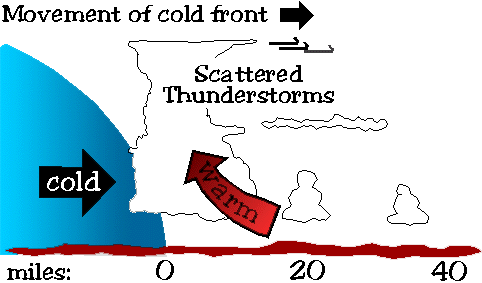 Movement of cold front
Scattered
Thunderstorms
cold
warm
miles: 0 20 40